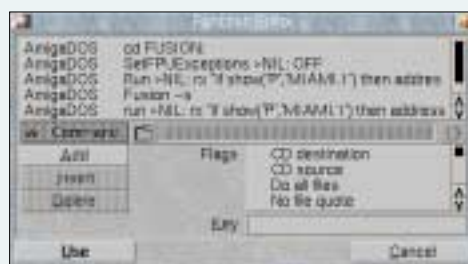 Function Editor
AmigaDOS cd FUSION:
AmigaDOS SetFPUExceptions >NIL: OFF
AmigaDOS Run >NIL: rx "if show('P','MIAMI.1') then address
AmigaDOS Fusion -s
AmigaDOS run >NIL: rx "if show('P','MIAMI.1') then address
Command
Add
Flags
CD destination
CD source
Insert
Do all files
Delete
No file quote
Key
Use
Cancel